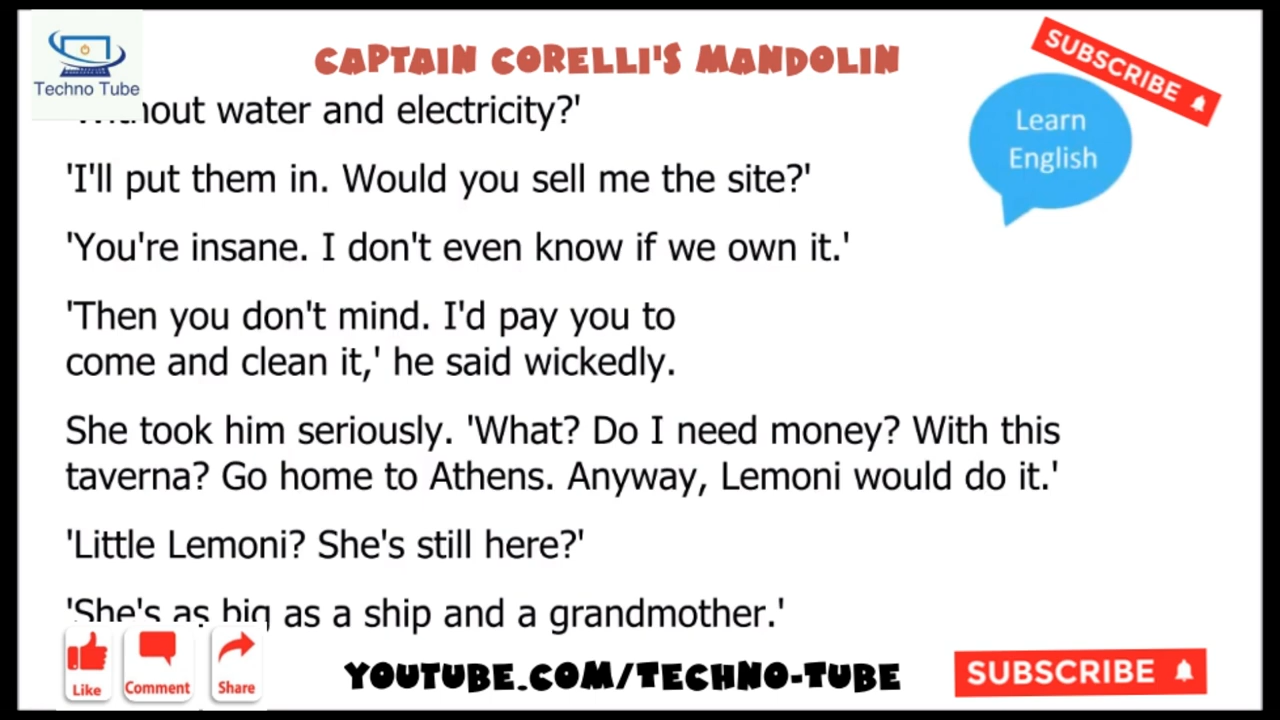 Techno Tube
CAPTAIN CORELLI'S MANDOLIN
SUBSCRIBE
Learn
English
water and electricity?'
'I'll put them in. Would you sell me the site?'
'You're insane. I don't even know if we own it.'
'Then you don't mind. I'd pay you to
come and clean it,' he said wickedly.
She took him seriously. 'What? Do I need money? With this
taverna? Go home to Athens. Anyway, Lemoni would do it.'
'Little Lemoni? She's still here?'
'She's as big as a ship and a grandmother.'
Like
Comment
Share
YOUTUBE.COM/TECHNO-TUBE
SUBSCRIBE